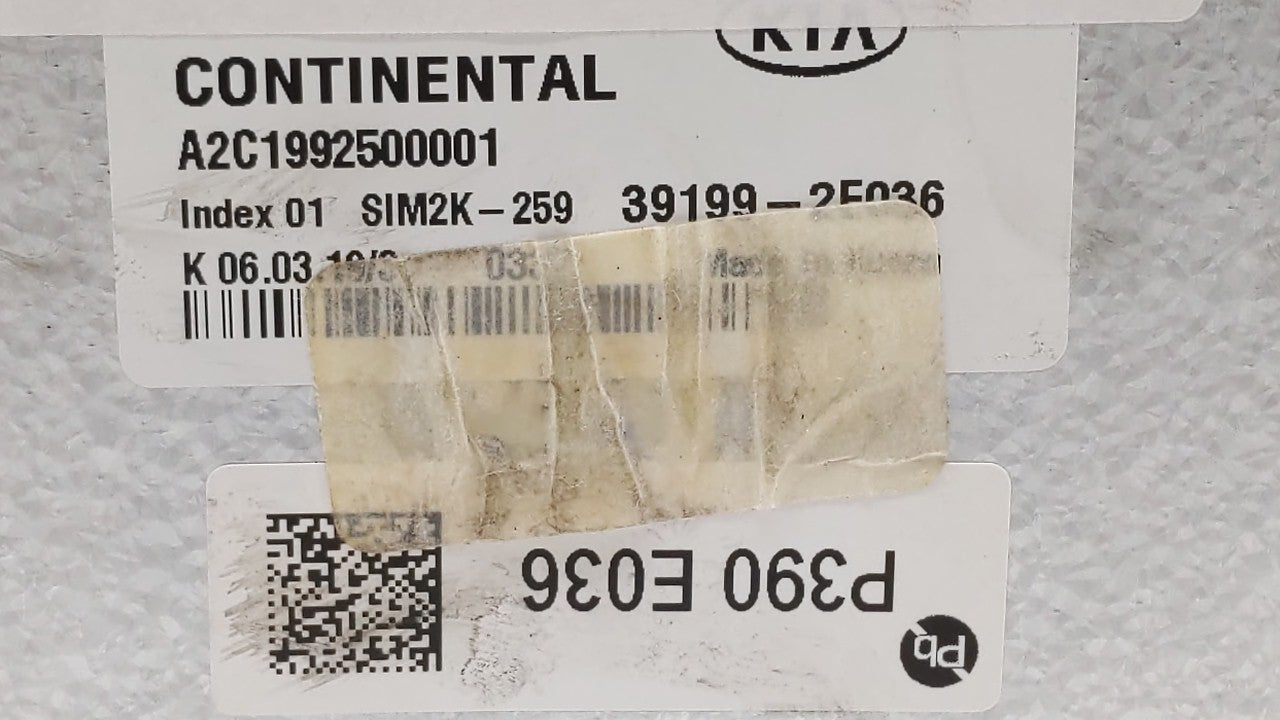 KIA
CONTINENTAL
A2C1992500001
Index 01 SIM2K-259 39199-2E036
K 06.03
P390 E036
Pb